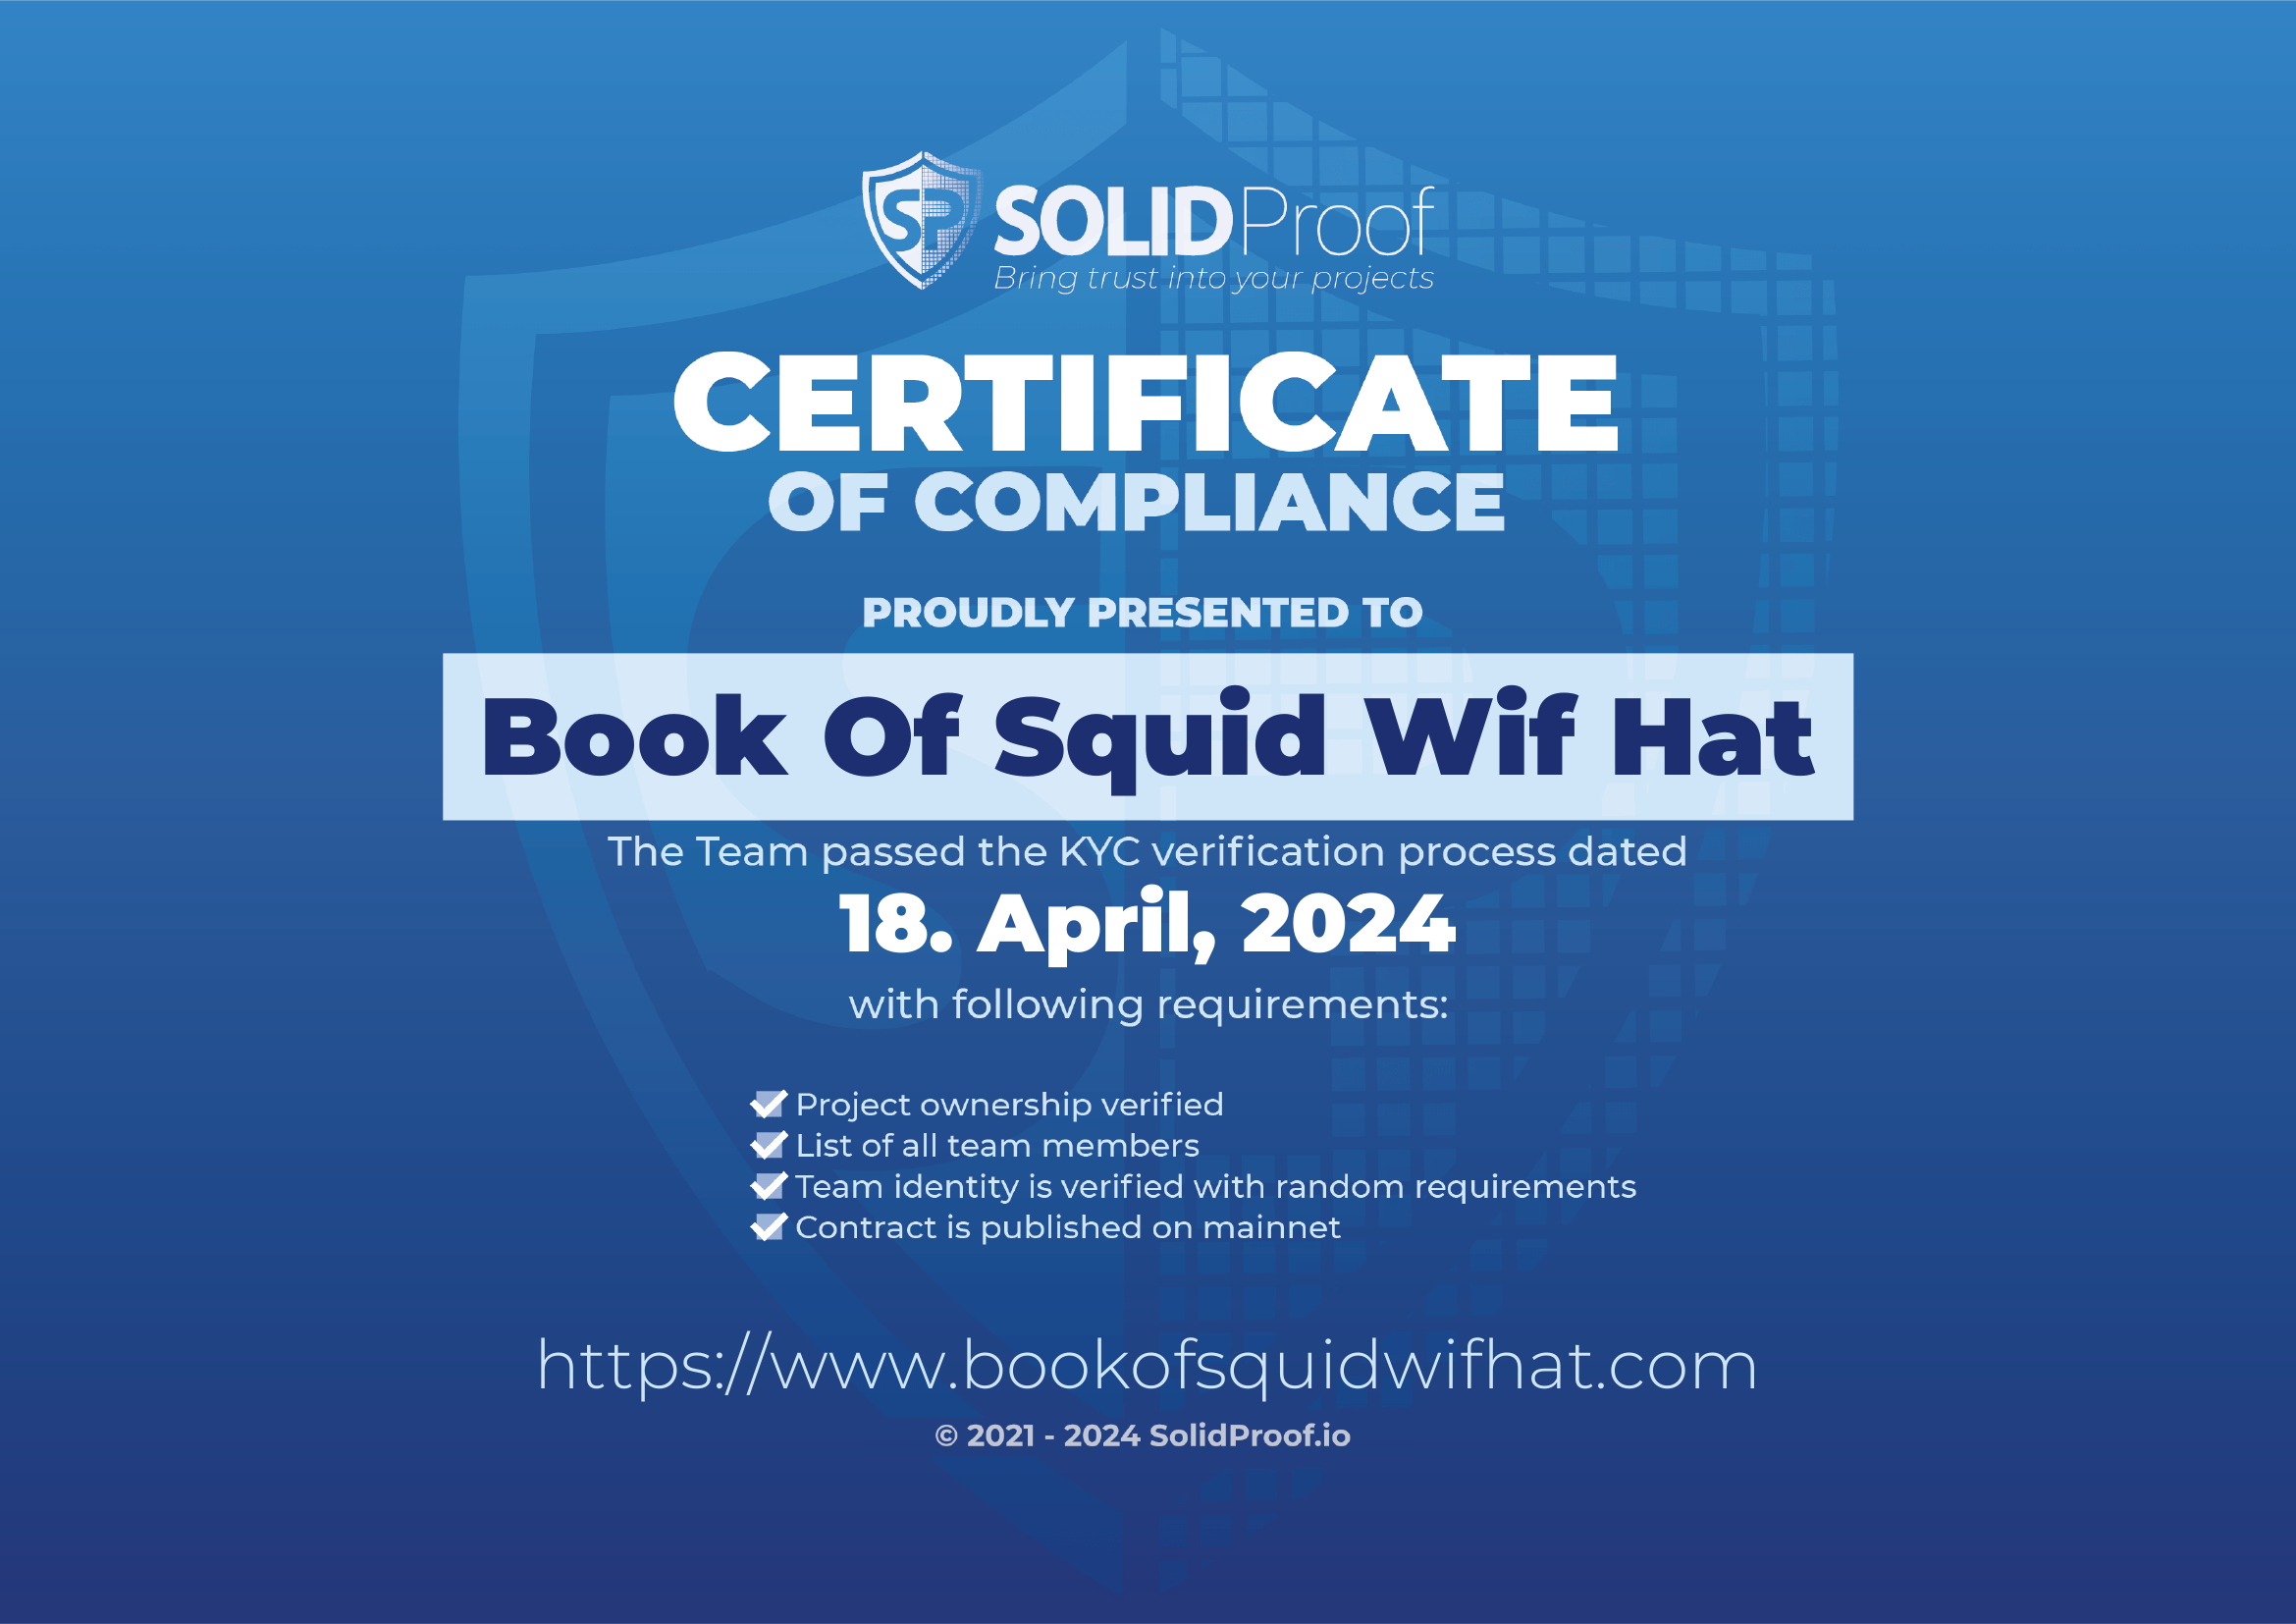 SP SOLIDProof
Bring trust into your projects
CERTIFICATE
OF COMPLIANCE
PROUDLY PRESENTED TO
Book Of Squid Wif Hat
The Team passed the KYC verification process dated
18. April, 2024
with following requirements:
Project ownership verified
List of all team members
Team identity is verified with random requirements
Contract is published on mainnet
https://www.bookofsquidwifhat.com
© 2021 - 2024 SolidProof.io